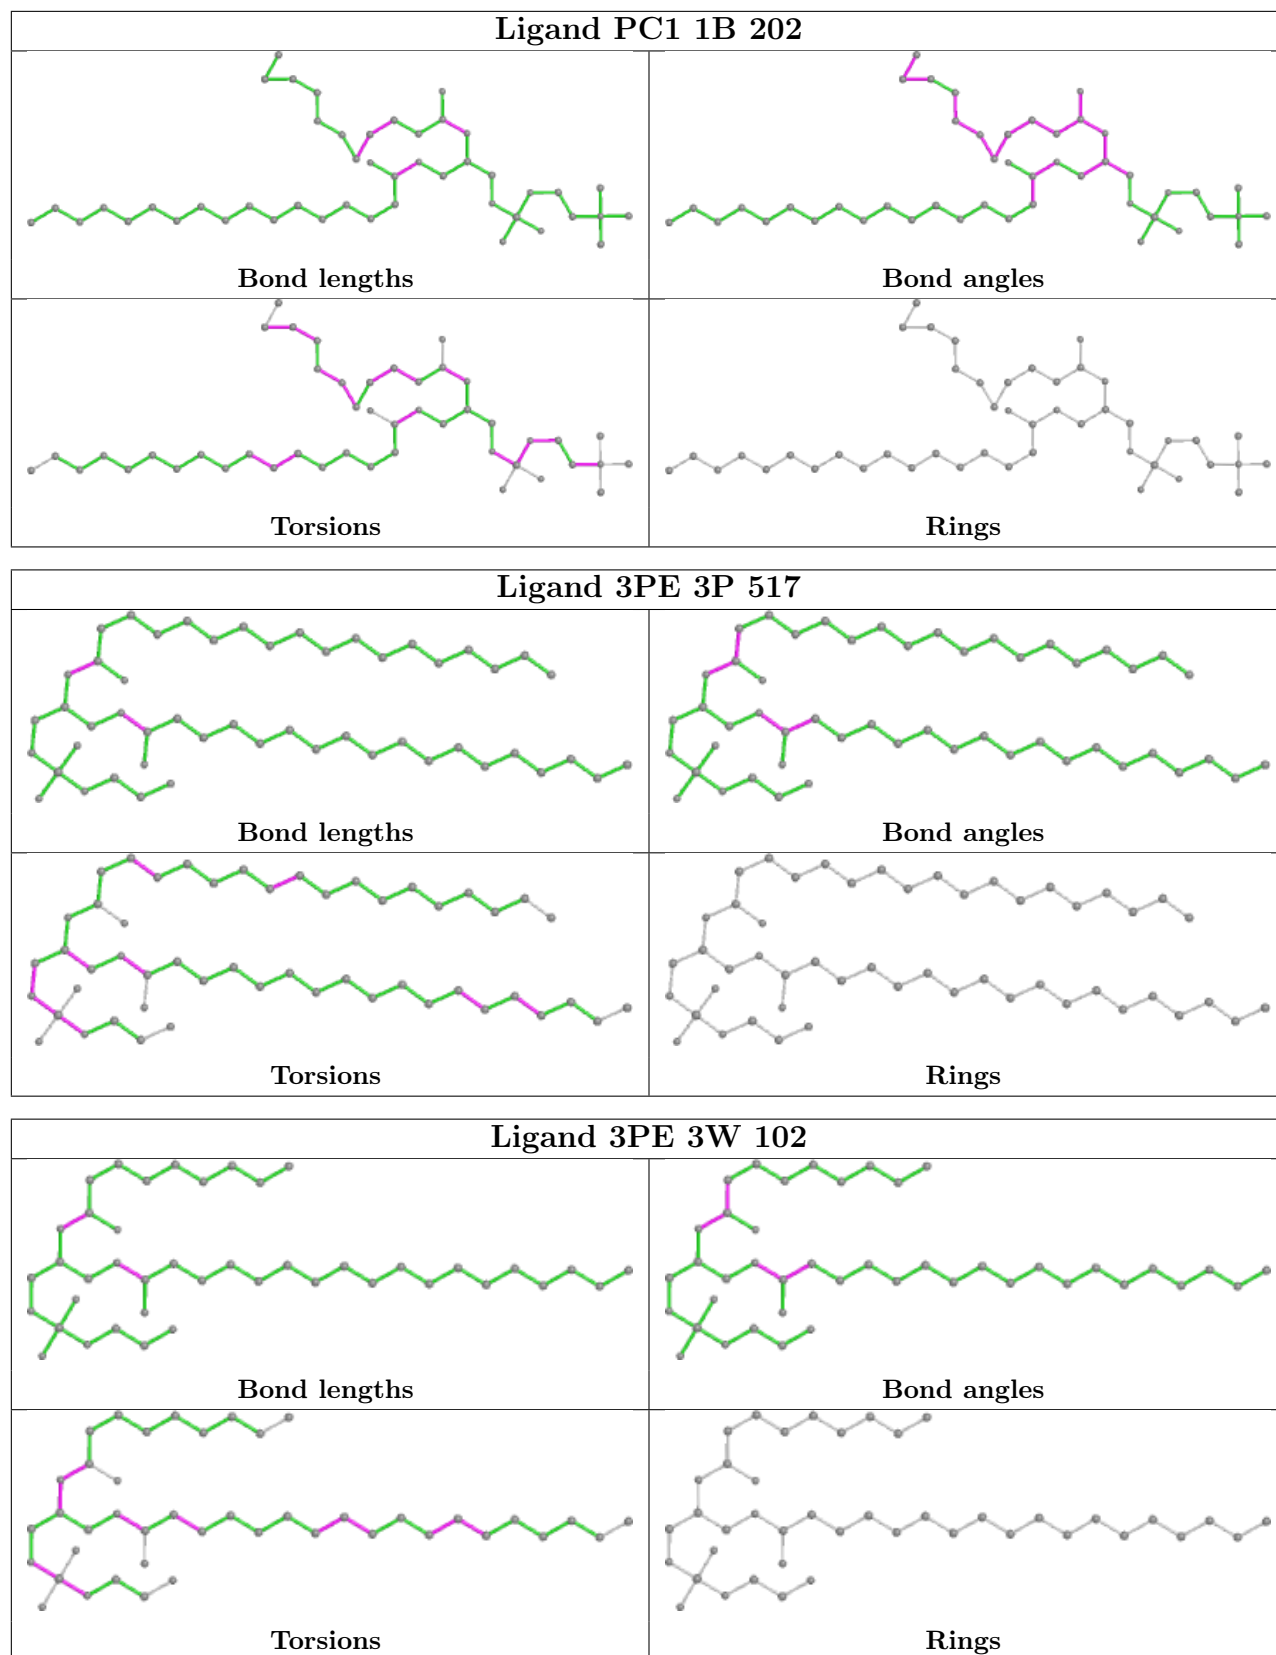 Ligand PC1 1B 202
Bond lengths
Bond angles
Torsions
Rings
Ligand 3PE 3P 517
Bond lengths
Bond angles
Torsions
Rings
Ligand 3PE 3W 102
Bond lengths
Bond angles
Torsions
Rings